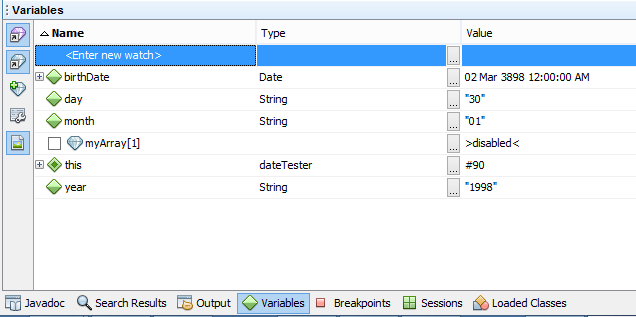 Variables
Name Type Value
<Enter new watch> ... 
birthDate Date ... 02 Mar 3898 12:00:00 AM
day String ... "30"
month String ... "01"
myArray[1] ... >disabled<
this dateTester ... #90
year String ... "1998"
Javadoc Search Results Output Variables Breakpoints Sessions Loaded Classes